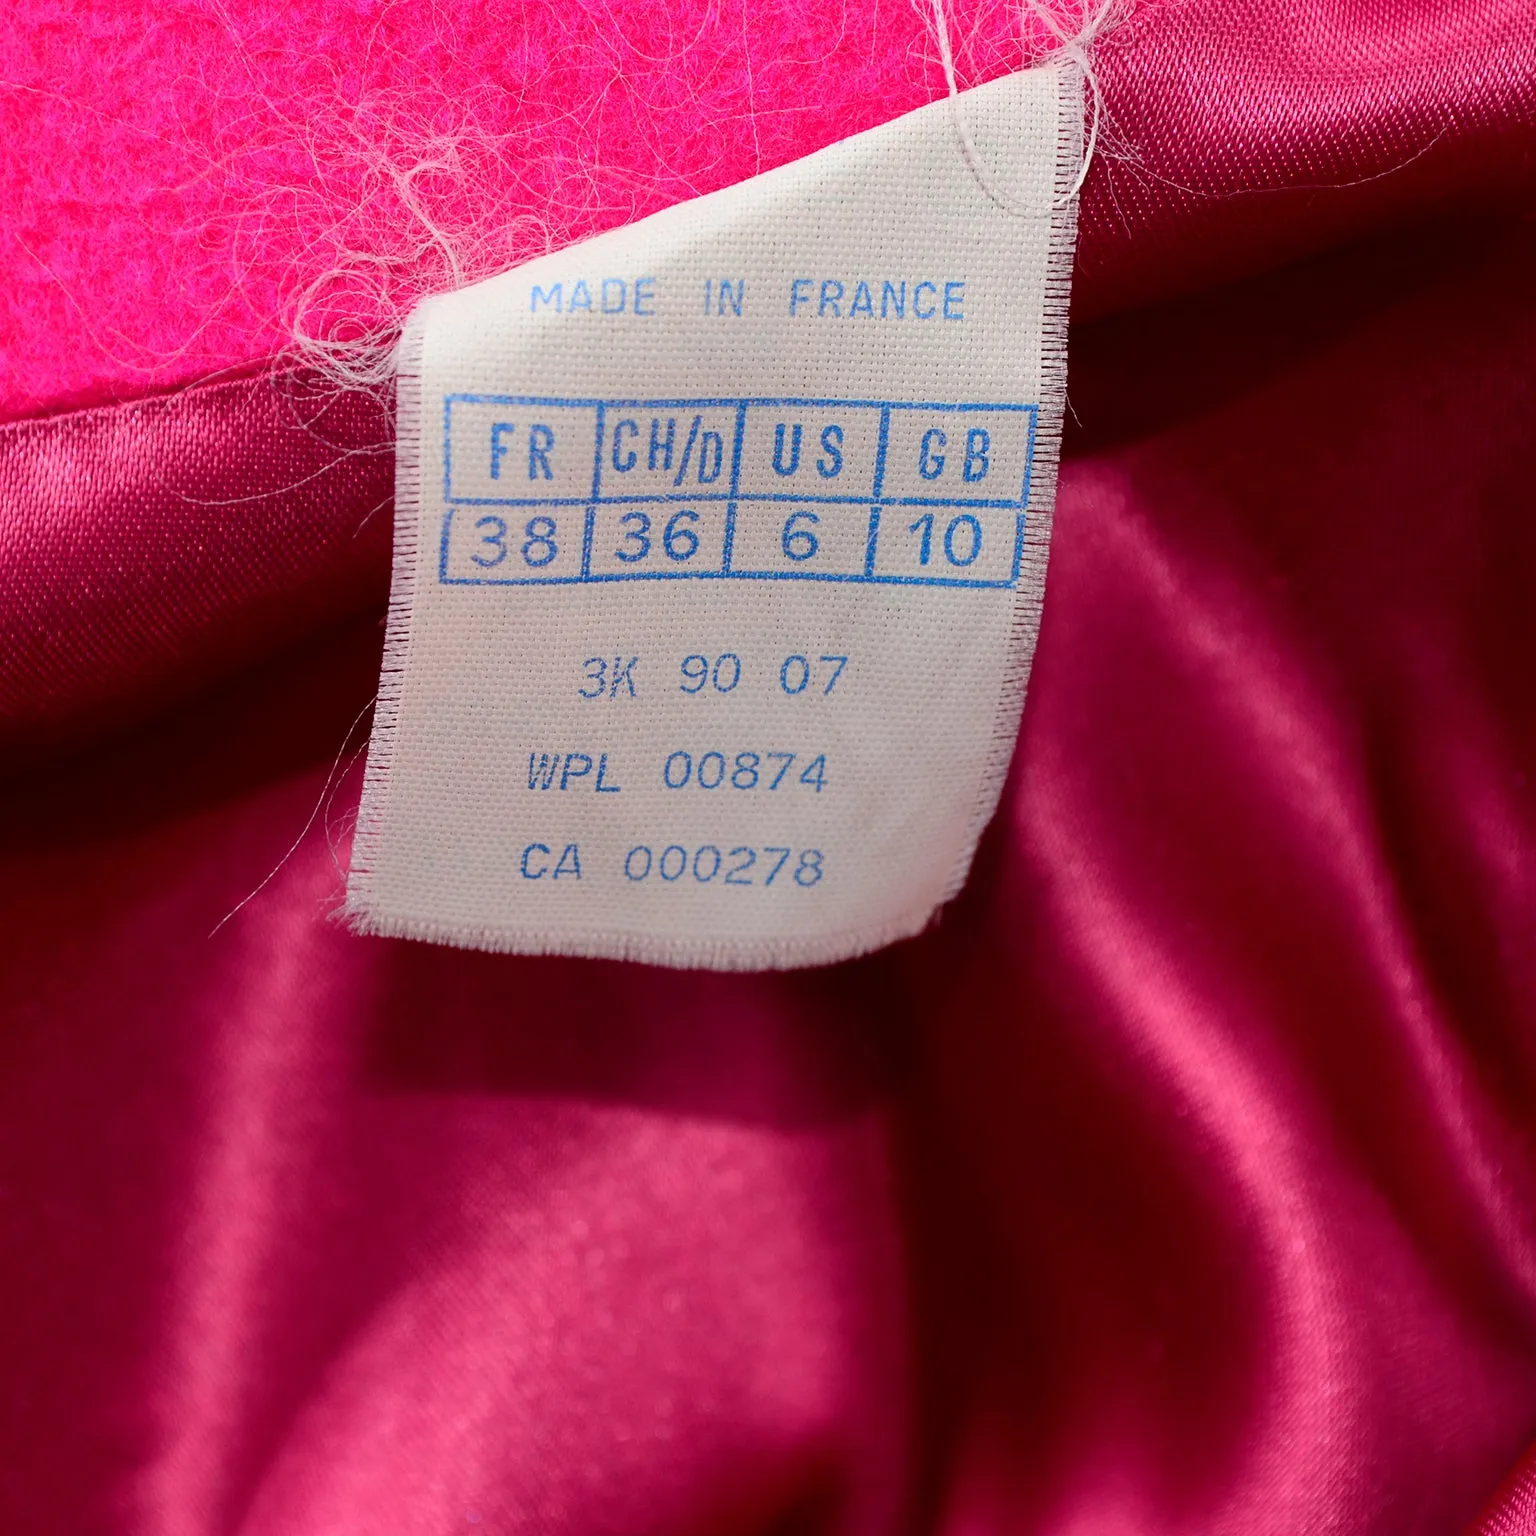 MADE IN FRANCE
FR CH/D US GB
38 36 6 10
3K 90 07
WPL 00874
CA 000278